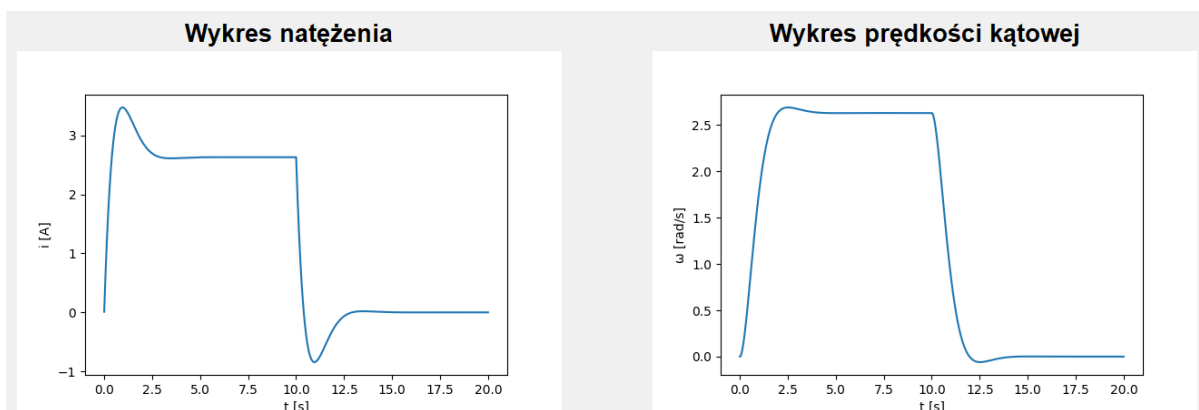 Wykres natężenia
Wykres prędkości kątowej
3
2
1
0
−1
i [A]
0.0 2.5 5.0 7.5 10.0 12.5 15.0 17.5 20.0
t [s]
2.5
2.0
1.5
1.0
0.5
0.0
ω [rad/s]
0.0 2.5 5.0 7.5 10.0 12.5 15.0 17.5 20.0
t [s]